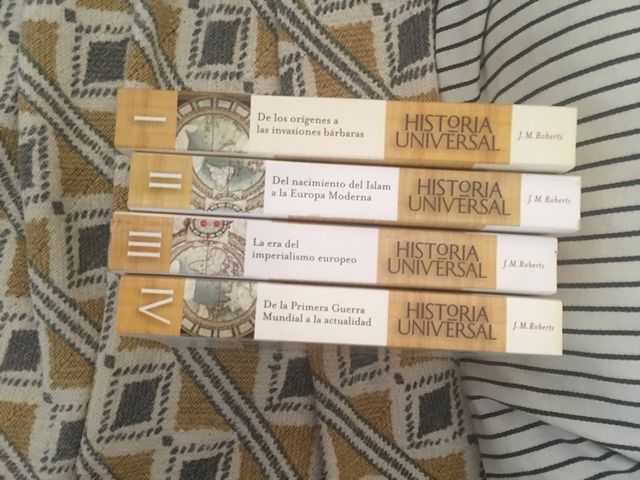 I
De los orígenes a
las invasiones bárbaras
HISTORIA
UNIVERSAL
J. M. Roberts
II
Del nacimiento del Islam
a la Europa Moderna
HISTORIA
UNIVERSAL
J. M. Roberts
III
La era del
imperialismo europeo
HISTORIA
UNIVERSAL
J. M. Roberts
IV
De la Primera Guerra
Mundial a la actualidad
HISTORIA
UNIVERSAL
J. M. Roberts